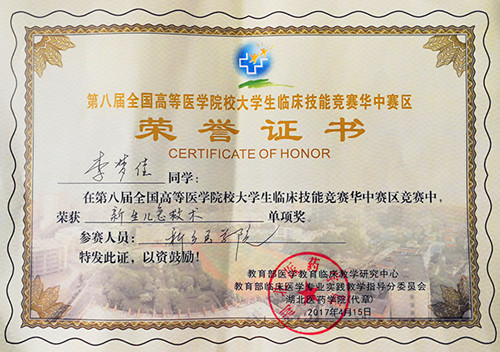 第八届全国高等医学院校大学生临床技能竞赛华中赛区
荣誉证书
CERTIFICATE OF HONOR
李梦佳 同学：
在第八届全国高等医学院校大学生临床技能竞赛华中赛区竞赛中，
荣获 新生儿急救术 单项奖。
参赛人员： 新乡医学院
特发此证，以资鼓励！
教育部医学教育临床教学研究中心
教育部临床医学专业实践教学指导分委员会
湖北医药学院(代章)
2017年4月15日